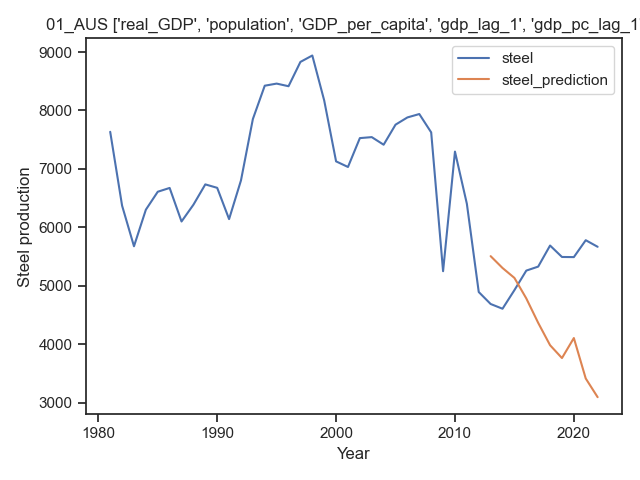 01_AUS ['real_GDP', 'population', 'GDP_per_capita', 'gdp_lag_1', 'gdp_pc_lag_1
steel
steel_prediction
9000
8000
7000
6000
5000
4000
3000
Steel production
1980
1990
2000
2010
2020
Year